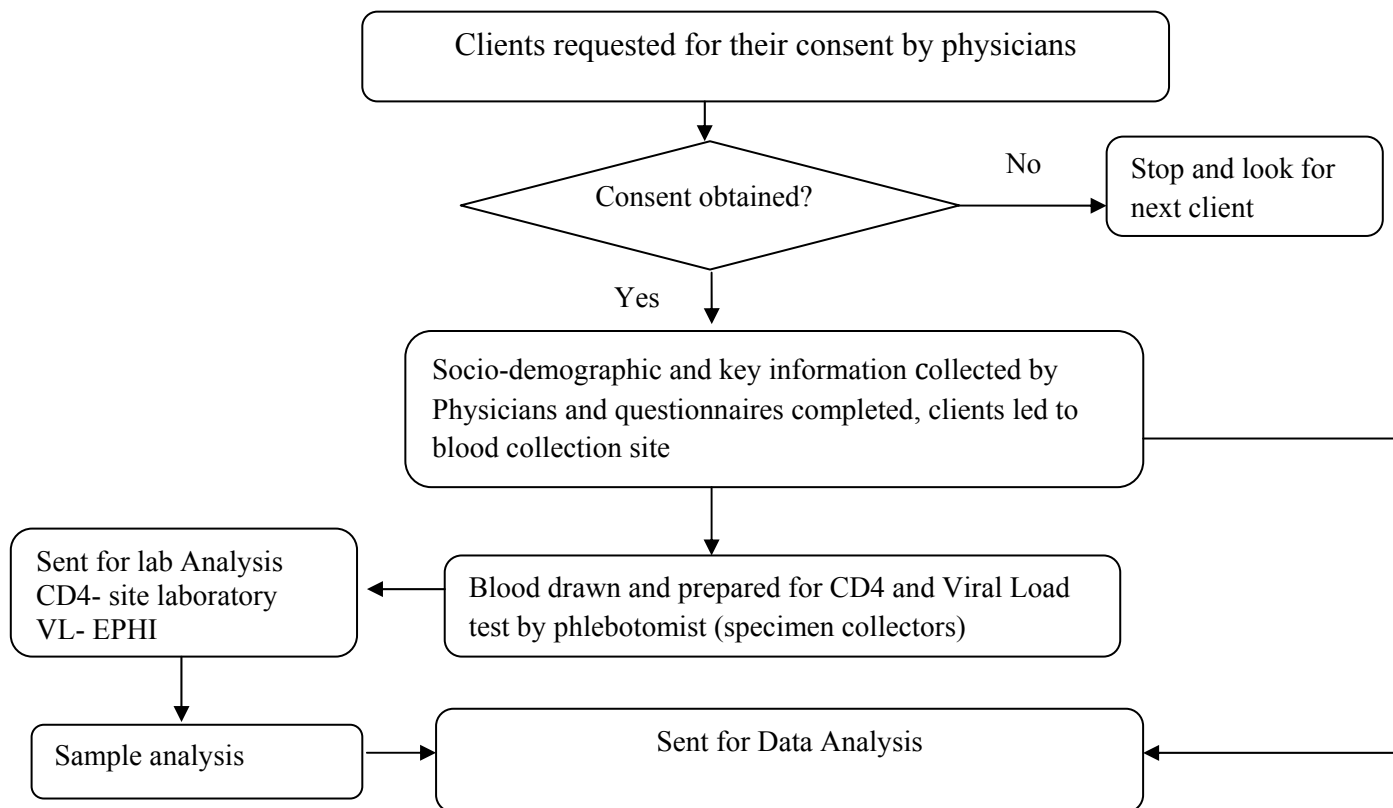 Clients requested for their consent by physicians
Consent obtained?
No
Stop and look for
next client
Yes
Socio-demographic and key information collected by
Physicians and questionnaires completed, clients led to
blood collection site
Sent for lab Analysis
CD4- site laboratory
VL- EPHI
Blood drawn and prepared for CD4 and Viral Load
test by phlebotomist (specimen collectors)
Sample analysis
Sent for Data Analysis